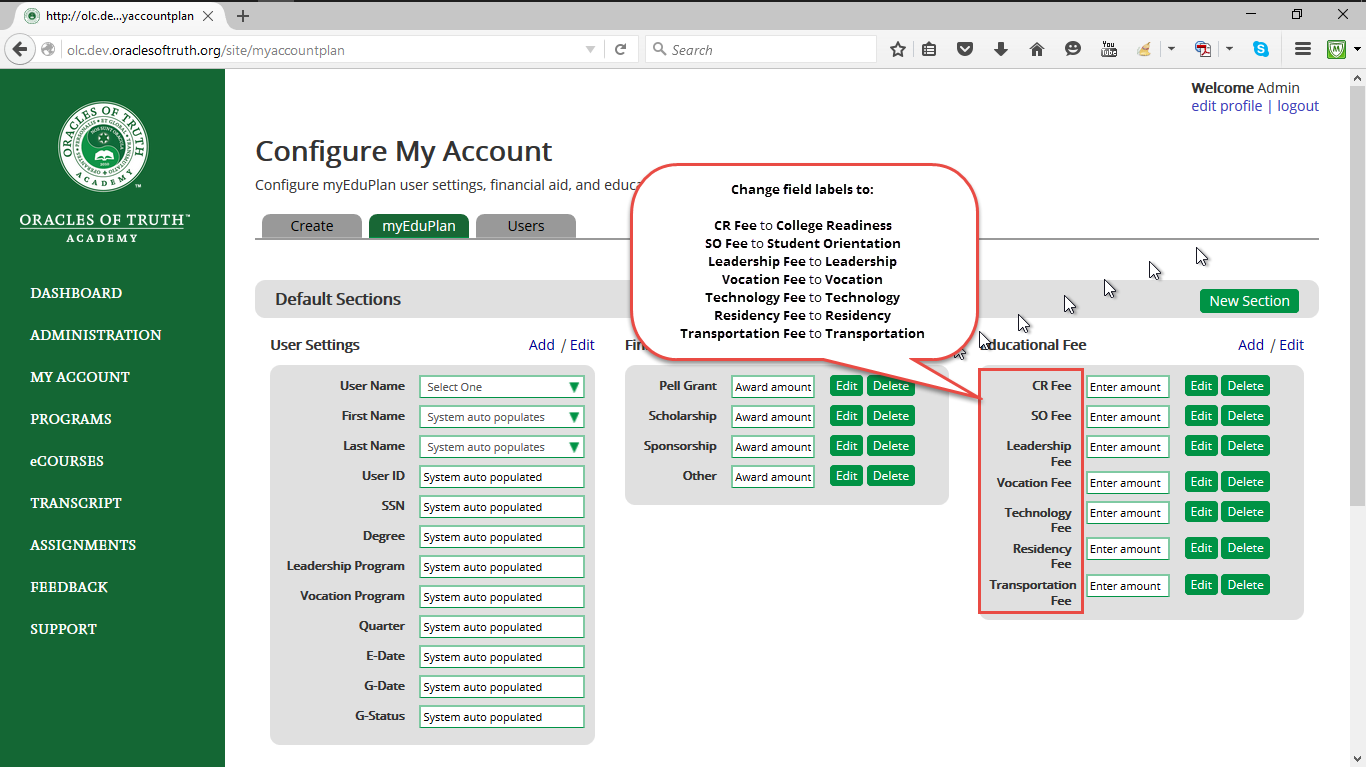 http://olc.de...yaccountplan
olc.dev.oraclesoftruth.org/site/myaccountplan
Search
You
Tube
Welcome Admin
edit profile | logout
ORACLES OF TRUTH
ACADEMY
ORACLES OF TRUTH™
ACADEMY
DASHBOARD
ADMINISTRATION
MY ACCOUNT
PROGRAMS
eCOURSES
TRANSCRIPT
ASSIGNMENTS
FEEDBACK
SUPPORT
Configure My Account
Configure myEduPlan user settings, financial aid, and educa
Create
myEduPlan
Users
Change field labels to:
CR Fee to College Readiness
SO Fee to Student Orientation
Leadership Fee to Leadership
Vocation Fee to Vocation
Technology Fee to Technology
Residency Fee to Residency
Transportation Fee to Transportation
Default Sections
New Section
User Settings
Add / Edit
User Name Select One
First Name System auto populates
Last Name System auto populates
User ID System auto populated
SSN System auto populated
Degree System auto populated
Leadership Program System auto populated
Vocation Program System auto populated
Quarter System auto populated
E-Date System auto populated
G-Date System auto populated
G-Status System auto populated
Fin
Pell Grant Award amount Edit Delete
Scholarship Award amount Edit Delete
Sponsorship Award amount Edit Delete
Other Award amount Edit Delete
ducational Fee
Add / Edit
CR Fee Enter amount Edit Delete
SO Fee Enter amount Edit Delete
Leadership Enter amount Edit Delete
Fee
Vocation Fee Enter amount Edit Delete
Technology Enter amount Edit Delete
Fee
Residency Enter amount Edit Delete
Fee
Transportation Enter amount Edit Delete
Fee